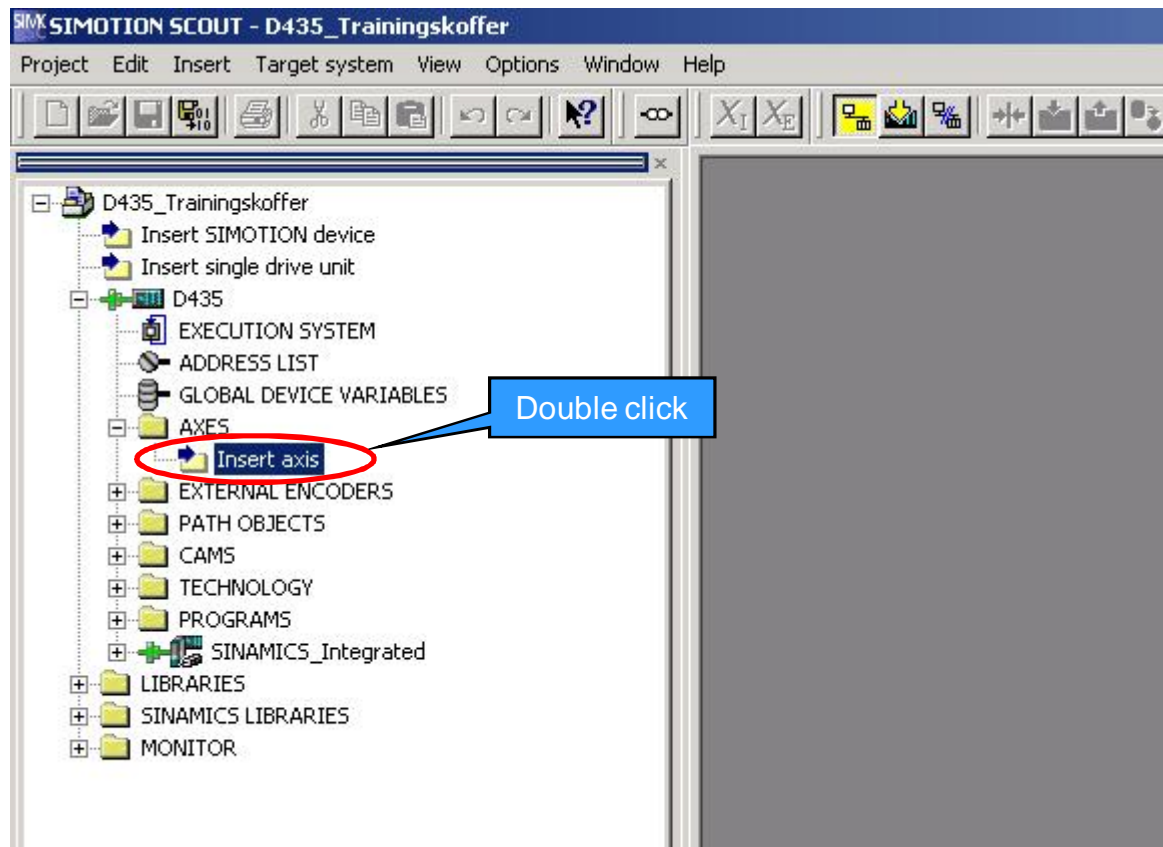 SIMOTION SCOUT - D435_Trainingskoffer
Project Edit Insert Target system View Options Window Help
D435_Trainingskoffer
Insert SIMOTION device
Insert single drive unit
D435
EXECUTION SYSTEM
ADDRESS LIST
GLOBAL DEVICE VARIABLES
Double click
AXES
Insert axis
EXTERNAL ENCODERS
PATH OBJECTS
CAMS
TECHNOLOGY
PROGRAMS
SINAMICS_Integrated
LIBRARIES
SINAMICS LIBRARIES
MONITOR